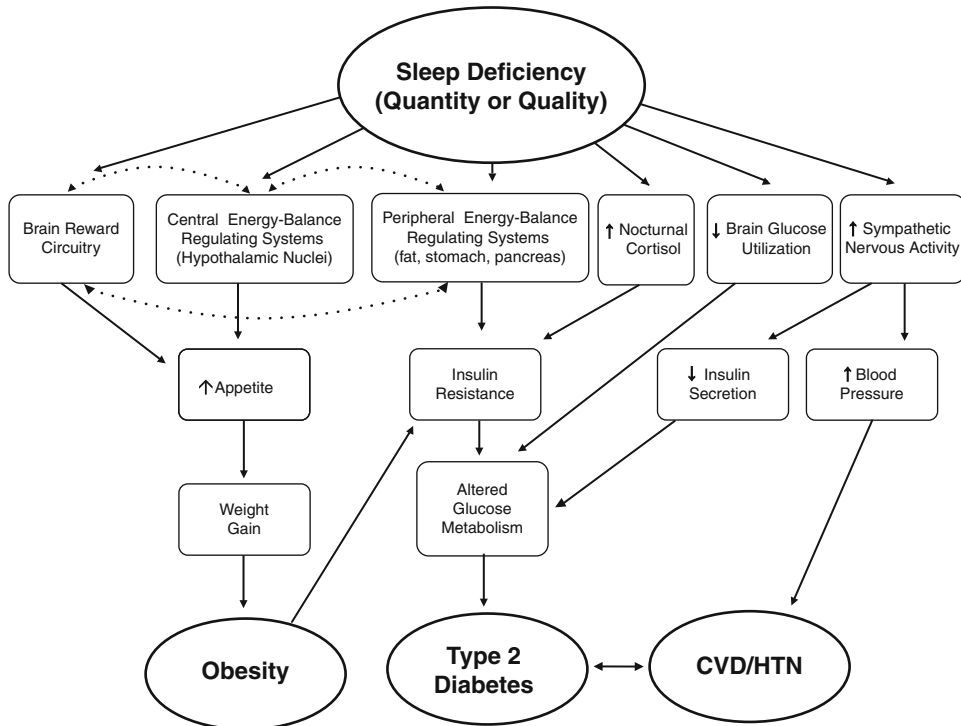 Sleep Deficiency
(Quantity or Quality)
Brain Reward
Circuitry
Central Energy-Balance
Regulating Systems
(Hypothalamic Nuclei)
Peripheral Energy-Balance
Regulating Systems
(fat, stomach, pancreas)
↑ Nocturnal
Cortisol
↓ Brain Glucose
Utilization
↑ Sympathetic
Nervous Activity
↑ Appetite
Insulin
Resistance
↓ Insulin
Secretion
↑ Blood
Pressure
Weight
Gain
Altered
Glucose
Metabolism
Obesity
Type 2
Diabetes
CVD/HTN